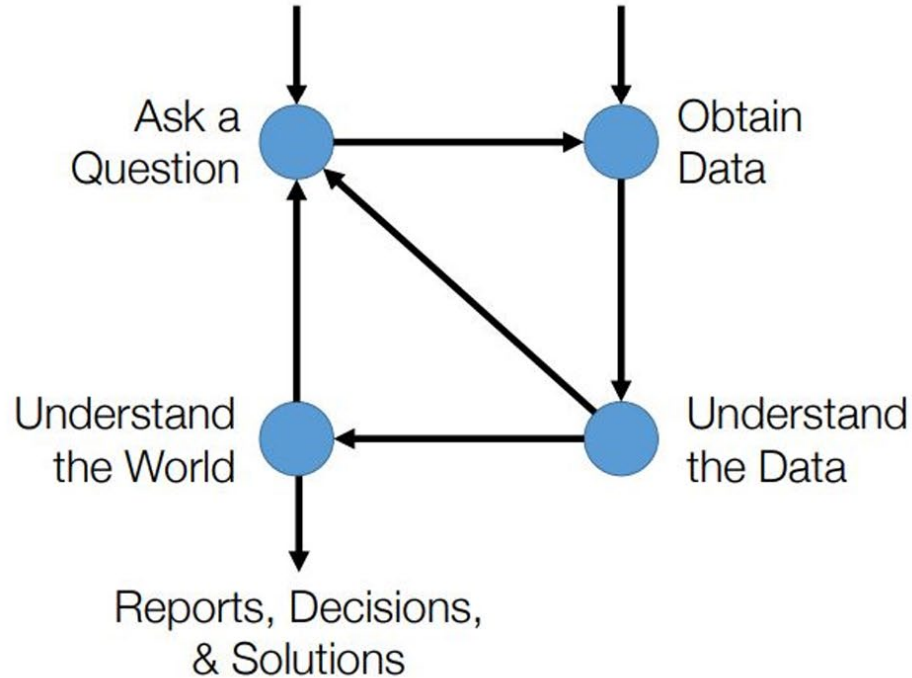 Ask a
Question
Obtain
Data
Understand
the World
Understand
the Data
Reports, Decisions,
& Solutions